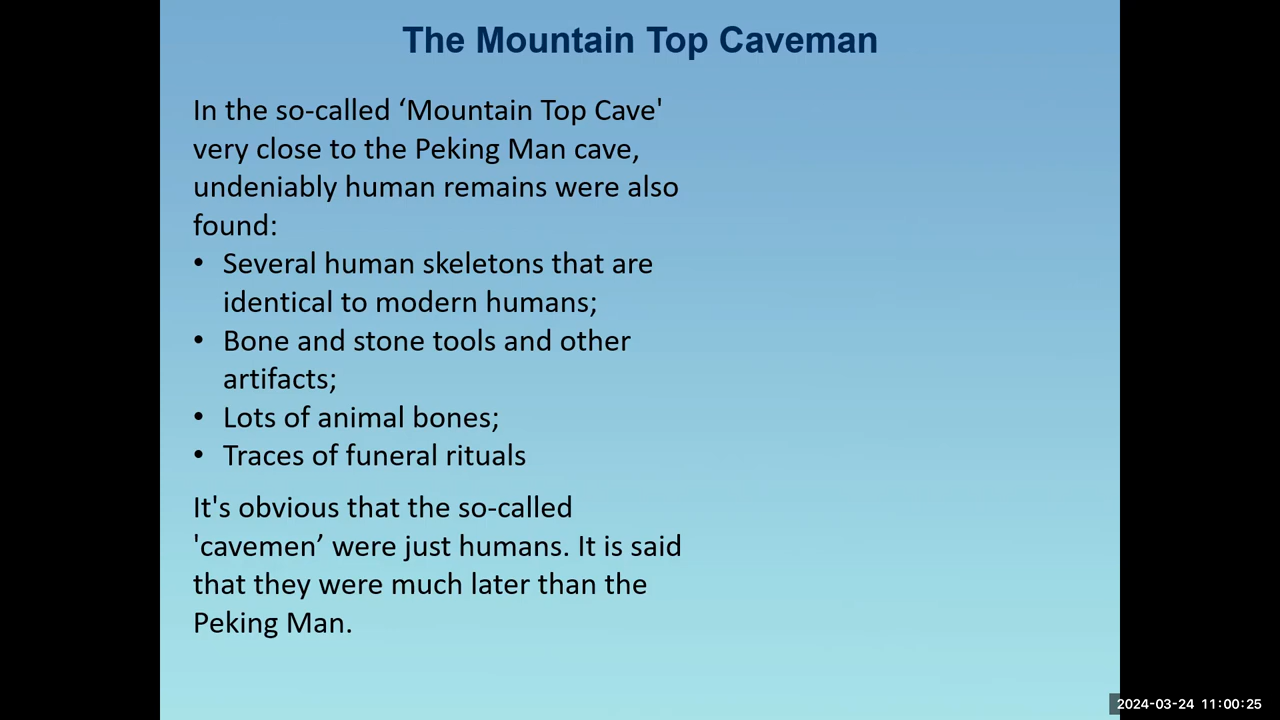 The Mountain Top Caveman
In the so-called ‘Mountain Top Cave'
very close to the Peking Man cave,
undeniably human remains were also
found:
• Several human skeletons that are
identical to modern humans;
• Bone and stone tools and other
artifacts;
• Lots of animal bones;
• Traces of funeral rituals
It's obvious that the so-called
'cavemen’ were just humans. It is said
that they were much later than the
Peking Man.
2024-03-24 11:00:25